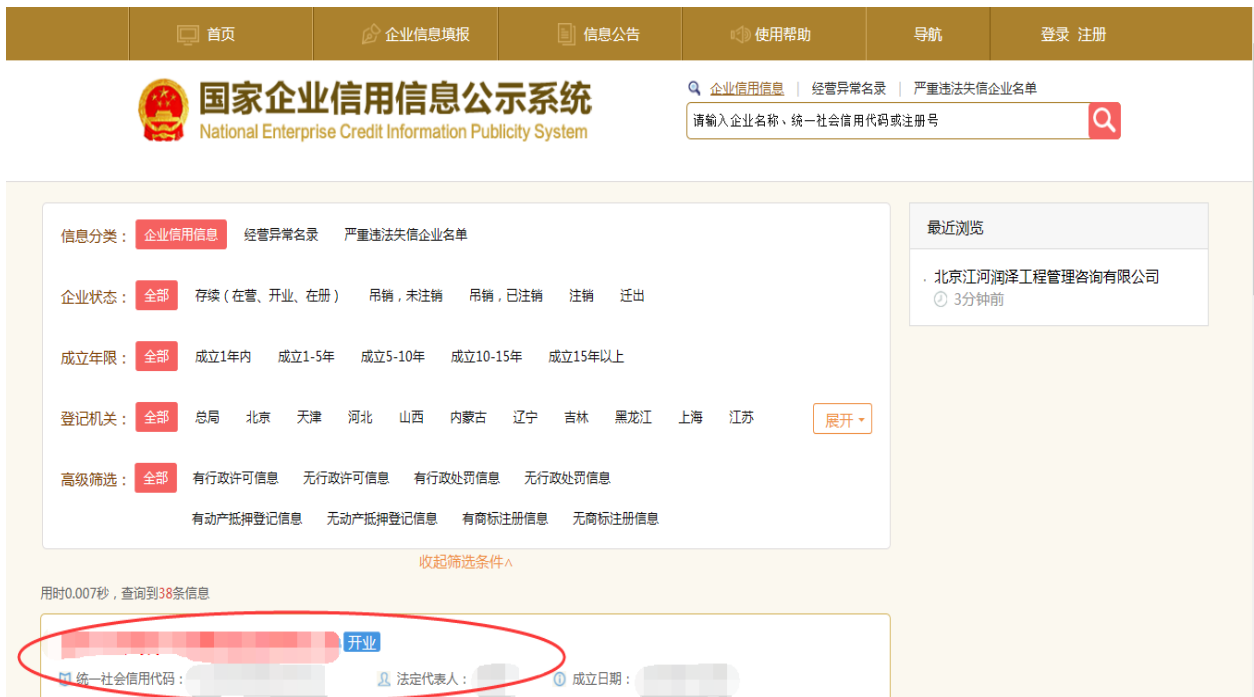 首页 企业信息填报 信息公告 使用帮助 导航 登录 注册
国家企业信用信息公示系统
National Enterprise Credit Information Publicity System
企业信用信息 | 经营异常名录 | 严重违法失信企业名单
请输入企业名称、统一社会信用代码或注册号
信息分类： 企业信用信息 经营异常名录 严重违法失信企业名单
企业状态： 全部 存续（在营、开业、在册） 吊销，未注销 吊销，已注销 注销 迁出
成立年限： 全部 成立1年内 成立1-5年 成立5-10年 成立10-15年 成立15年以上
登记机关： 全部 总局 北京 天津 河北 山西 内蒙古 辽宁 吉林 黑龙江 上海 江苏 展开
高级筛选： 全部 有行政许可信息 无行政许可信息 有行政处罚信息 无行政处罚信息
有动产抵押登记信息 无动产抵押登记信息 有商标注册信息 无商标注册信息
收起筛选条件∧
最近浏览
. 北京江河润泽工程管理咨询有限公司
3分钟前
用时0.007秒，查询到38条信息
开业
统一社会信用代码： 法定代表人： 成立日期：